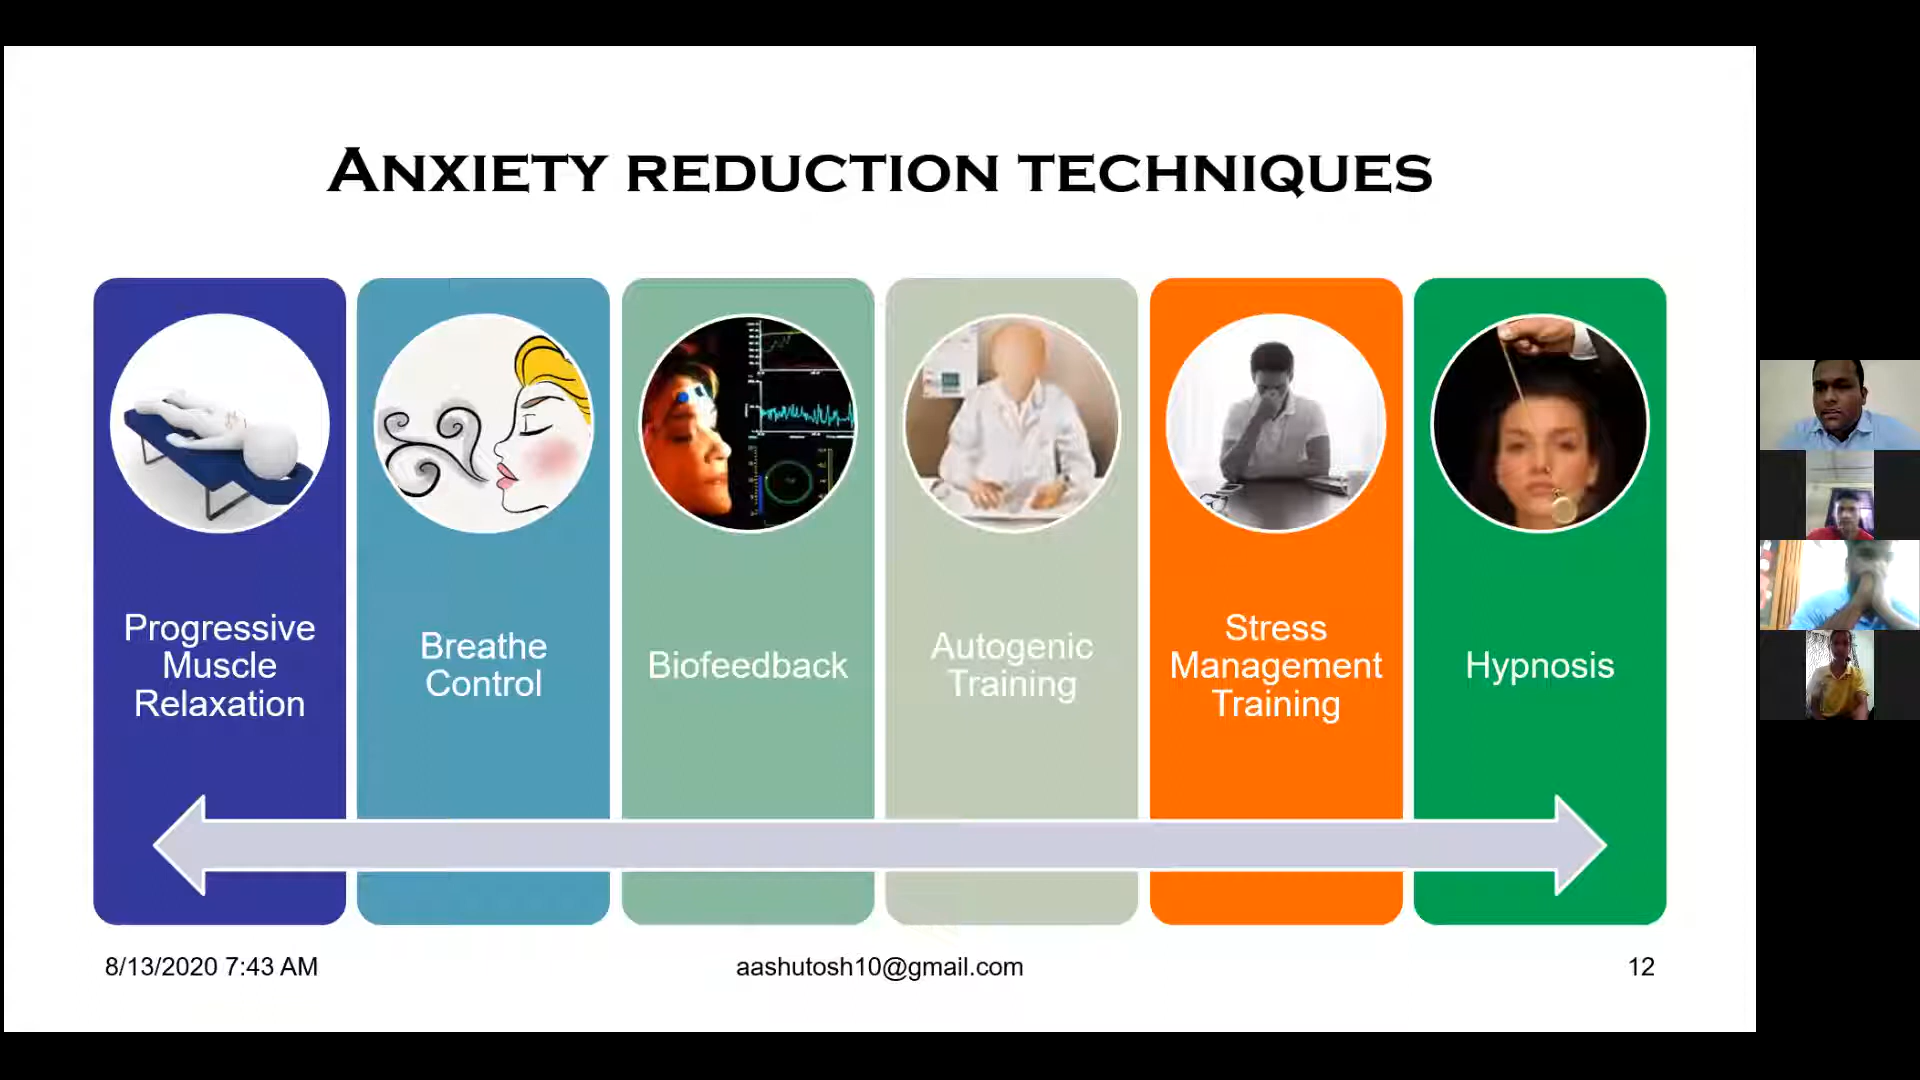 ANXIETY REDUCTION TECHNIQUES
Progressive
Muscle
Relaxation
Breathe
Control
Biofeedback
Autogenic
Training
Stress
Management
Training
Hypnosis
8/13/2020 7:43 AM
aashutosh10@gmail.com
12